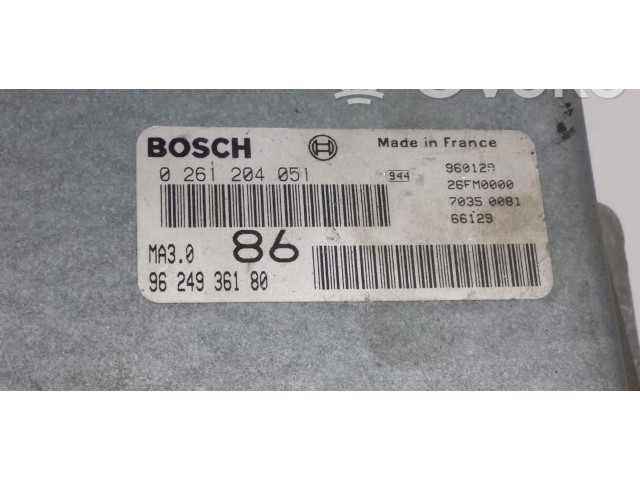 BOSCH Made in France
0 261 204 051 944 960129
26FM0000
7035 0081
66129
MA3.0 86
96 249 361 80